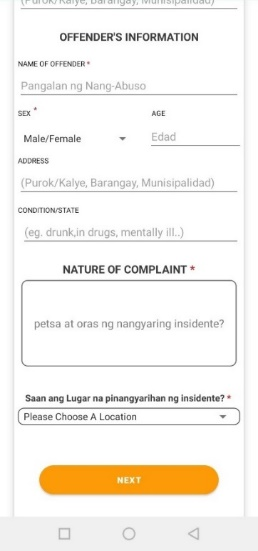 (Purok/Kalye, Barangay, Munisipalidad)
OFFENDER'S INFORMATION
NAME OF OFFENDER *
Pangalan ng Nang-Abuso
SEX *
AGE
Male/Female
Edad
ADDRESS
(Purok/Kalye, Barangay, Munisipalidad)
CONDITION/STATE
(eg. drunk,in drugs, mentally ill..)
NATURE OF COMPLAINT *
petsa at oras ng nangyaring insidente?
Saan ang Lugar na pinangyarihan ng insidente? *
Please Choose A Location
NEXT